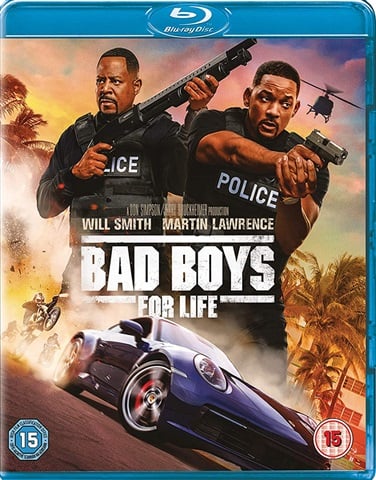 Blu-ray Disc
POLICE
POLICE
A DON SIMPSON/JERRY BRUCKHEIMER PRODUCTION
WILL SMITH MARTIN LAWRENCE
BAD BOYS
FOR LIFE
15
15